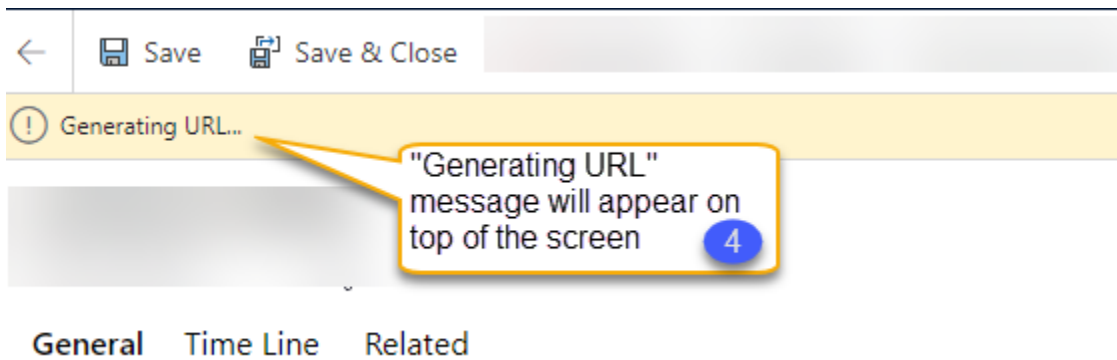 Save Save & Close
Generating URL...
"Generating URL"
message will appear on
top of the screen 4
General Time Line Related